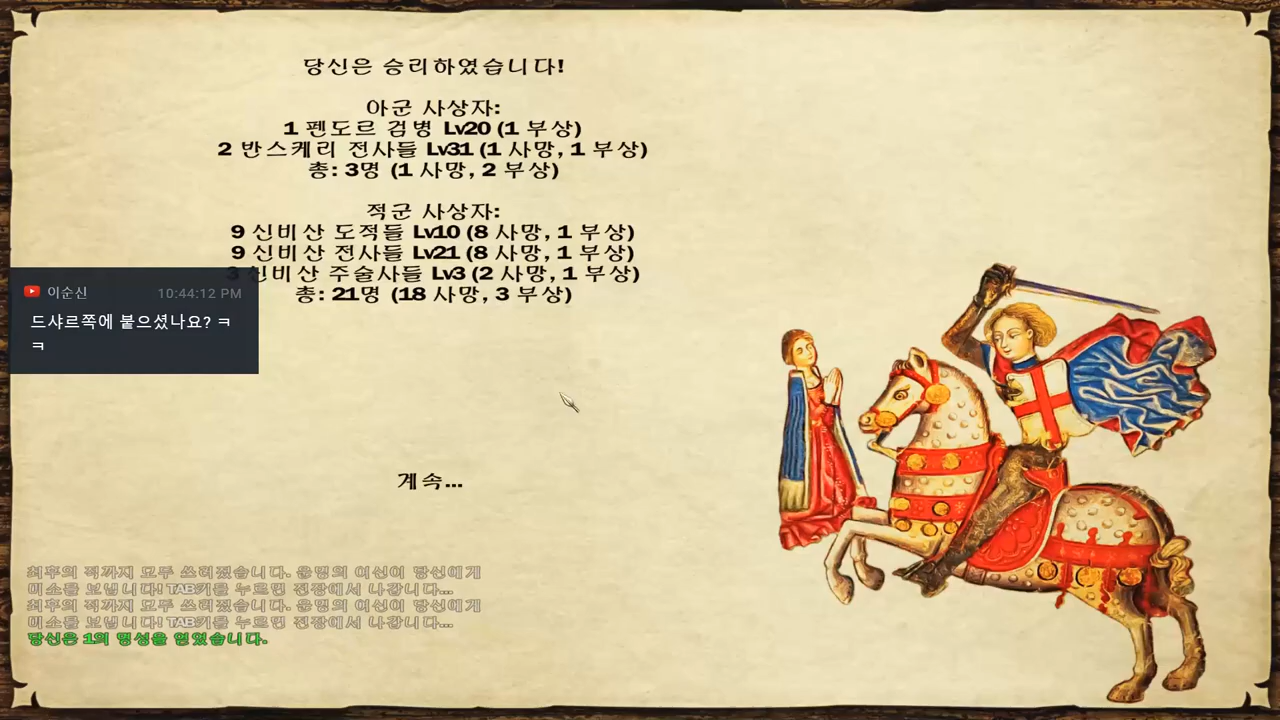 당신은 승리하였습니다!
아군 사상자:
1 펜도르 검병 Lv20 (1 부상)
2 반스케리 전사들 Lv31 (1 사망, 1 부상)
총: 3명 (1 사망, 2 부상)
적군 사상자:
9 신비산 도적들 Lv10 (8 사망, 1 부상)
9 신비산 전사들 Lv21 (8 사망, 1 부상)
3 신비산 주술사들 Lv3 (2 사망, 1 부상)
총: 21명 (18 사망, 3 부상)
이순신 10:44:12 PM
드샤르쪽에 붙으셨나요? ㅋ
ㅋ
계속...
최후의 적까지 모두 쓰러졌습니다. 운명의 여신이 당신에게
미소를 보냅니다! TAB키를 누르면 전장에서 나갑니다...
최후의 적까지 모두 쓰러졌습니다. 운명의 여신이 당신에게
미소를 보냅니다! TAB키를 누르면 전장에서 나갑니다...
당신은 1의 명성을 얻었습니다.